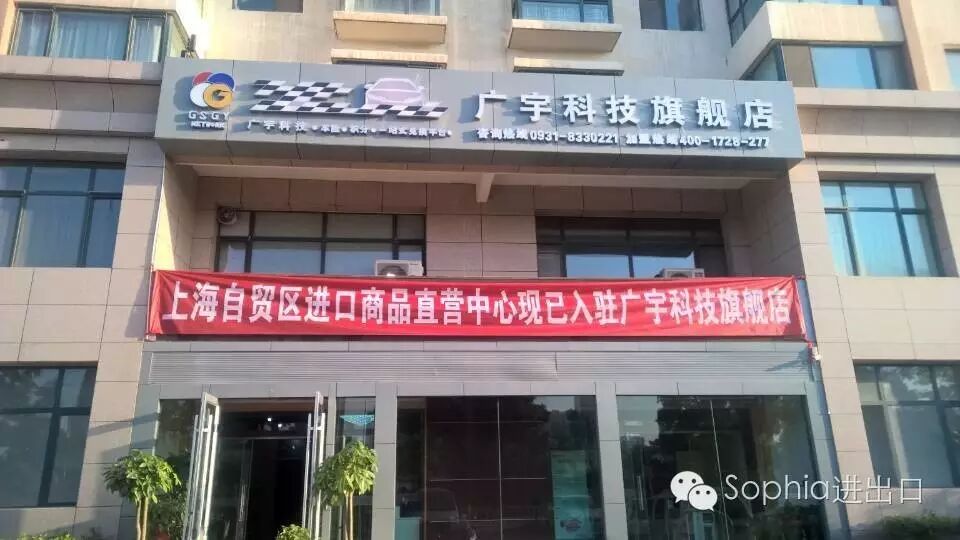 广宇科技旗舰店
GSGY
NETWORK
广宇科技·车险·积分·一站式兑换平台·
咨询热线0931-8330221 加盟热线400-1728-277
上海自贸区进口商品直营中心现已入驻广宇科技旗舰店
Sophia进出口